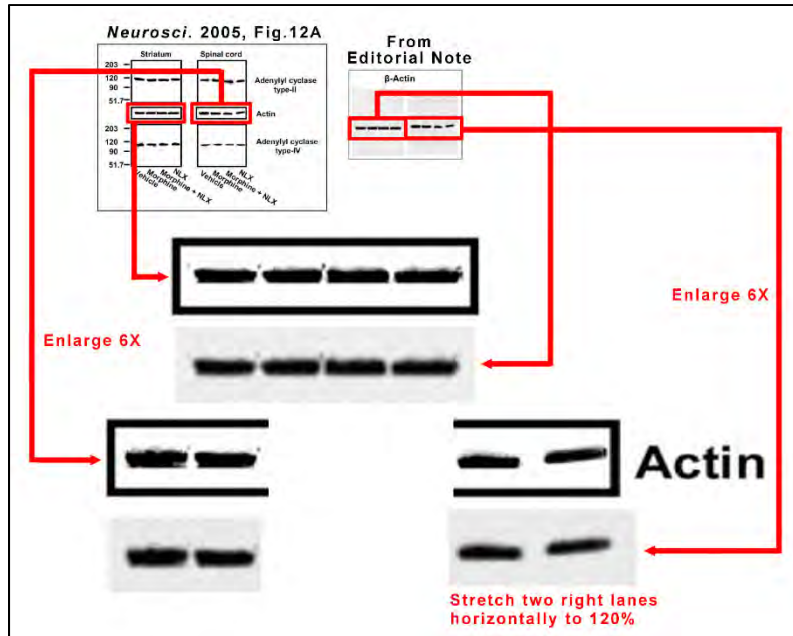 Neurosci. 2005, Fig.12A
Striatum Spinal cord
203
120
90
51.7
Adenylyl cyclase
type-II
Actin
203
120
90
51.7
Adenylyl cyclase
type-IV
Vehicle
Morphine
Morphine + NLX
NLX
Vehicle
Morphine
Morphine + NLX
NLX
From
Editorial Note
β-Actin
Enlarge 6X
Enlarge 6X
Actin
Stretch two right lanes
horizontally to 120%